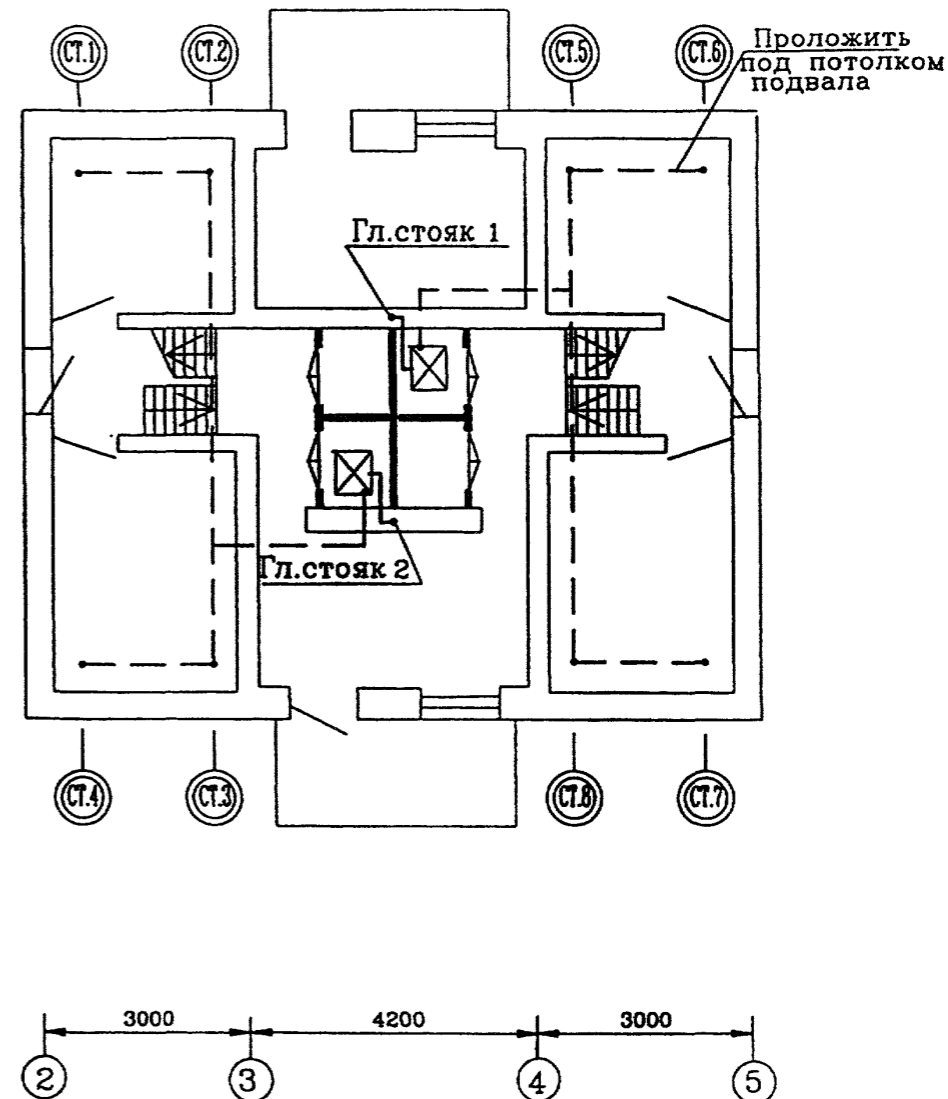 СТ.1
СТ.2
СТ.5
СТ.6
Проложить
под потолком
подвала
Гл.стояк 1
Гл.стояк 2
СТ.4
СТ.3
СТ.8
СТ.7
3000
4200
3000
2
3
4
5